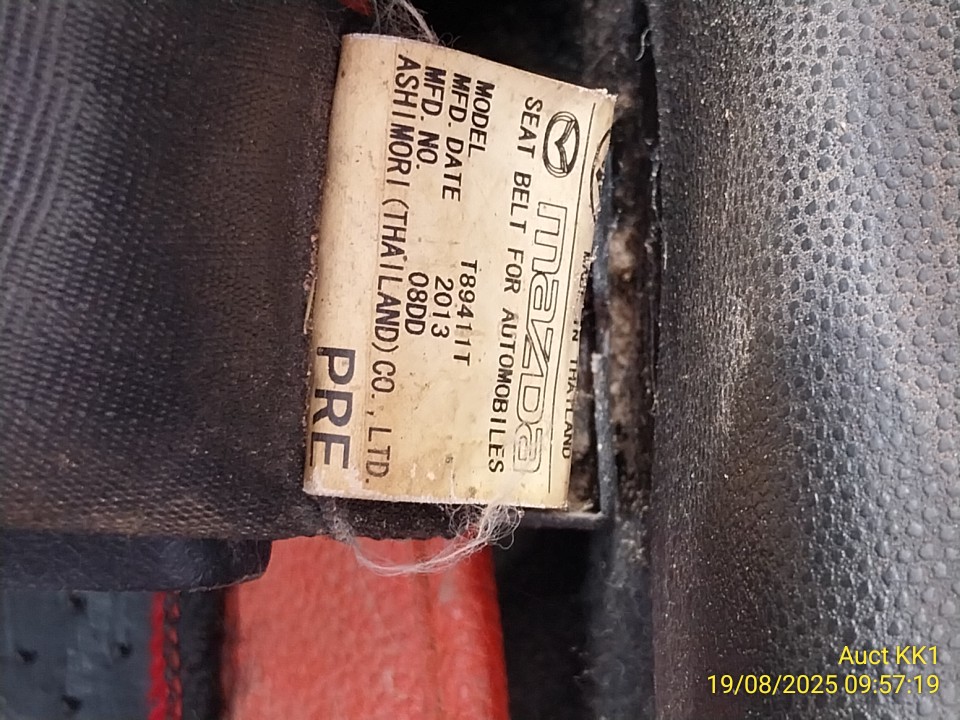 MADE IN THAILAND
mazda
SEAT BELT FOR AUTOMOBILES
MODEL T89411T
MFD. DATE 2013
MFD. NO. 08DD
ASHIMORI (THAILAND) CO., LTD.
PRE
Auct KK1
19/08/2025 09:57:19